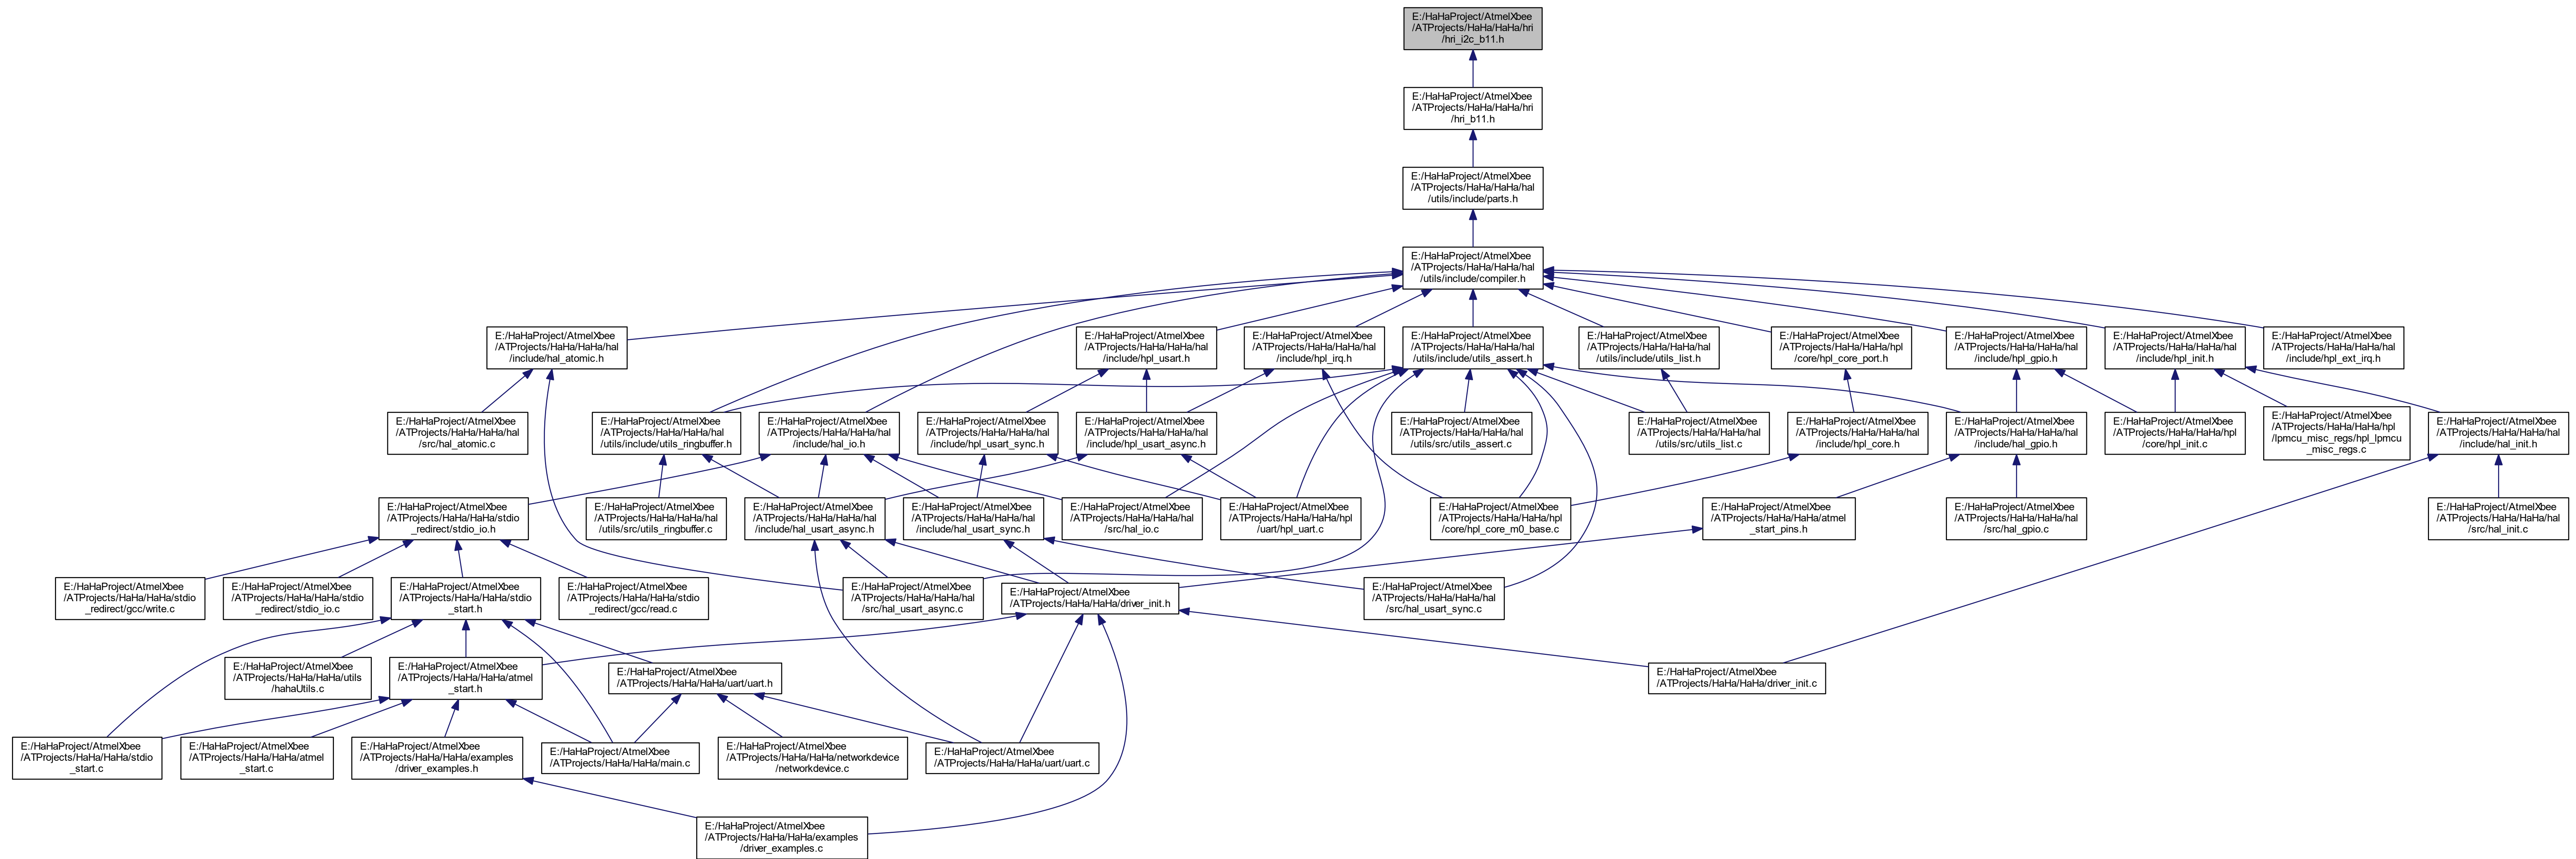 E:/HaHaProject/AtmelXbee
/ATProjects/HaHa/HaHa/hri
/hri_i2c_b11.h
E:/HaHaProject/AtmelXbee
/ATProjects/HaHa/HaHa/hri
/hri_b11.h
E:/HaHaProject/AtmelXbee
/ATProjects/HaHa/HaHa/hal
/utils/include/parts.h
E:/HaHaProject/AtmelXbee
/ATProjects/HaHa/HaHa/hal
/utils/include/compiler.h
E:/HaHaProject/AtmelXbee
/ATProjects/HaHa/HaHa/hal
/include/hal_atomic.h
E:/HaHaProject/AtmelXbee
/ATProjects/HaHa/HaHa/hal
/include/hpl_usart.h
E:/HaHaProject/AtmelXbee
/ATProjects/HaHa/HaHa/hal
/include/hpl_irq.h
E:/HaHaProject/AtmelXbee
/ATProjects/HaHa/HaHa/hal
/utils/include/utils_assert.h
E:/HaHaProject/AtmelXbee
/ATProjects/HaHa/HaHa/hal
/utils/include/utils_list.h
E:/HaHaProject/AtmelXbee
/ATProjects/HaHa/HaHa/hpl
/core/hpl_core_port.h
E:/HaHaProject/AtmelXbee
/ATProjects/HaHa/HaHa/hal
/include/hpl_gpio.h
E:/HaHaProject/AtmelXbee
/ATProjects/HaHa/HaHa/hal
/include/hpl_init.h
E:/HaHaProject/AtmelXbee
/ATProjects/HaHa/HaHa/hal
/include/hpl_ext_irq.h
E:/HaHaProject/AtmelXbee
/ATProjects/HaHa/HaHa/hal
/src/hal_atomic.c
E:/HaHaProject/AtmelXbee
/ATProjects/HaHa/HaHa/hal
/utils/include/utils_ringbuffer.h
E:/HaHaProject/AtmelXbee
/ATProjects/HaHa/HaHa/hal
/include/hal_io.h
E:/HaHaProject/AtmelXbee
/ATProjects/HaHa/HaHa/hal
/include/hpl_usart_sync.h
E:/HaHaProject/AtmelXbee
/ATProjects/HaHa/HaHa/hal
/include/hpl_usart_async.h
E:/HaHaProject/AtmelXbee
/ATProjects/HaHa/HaHa/hal
/utils/src/utils_assert.c
E:/HaHaProject/AtmelXbee
/ATProjects/HaHa/HaHa/hal
/utils/src/utils_list.c
E:/HaHaProject/AtmelXbee
/ATProjects/HaHa/HaHa/hal
/include/hpl_core.h
E:/HaHaProject/AtmelXbee
/ATProjects/HaHa/HaHa/hal
/include/hal_gpio.h
E:/HaHaProject/AtmelXbee
/ATProjects/HaHa/HaHa/hpl
/core/hpl_init.c
E:/HaHaProject/AtmelXbee
/ATProjects/HaHa/HaHa/hpl
/lpmcu_misc_regs/hpl_lpmcu
_misc_regs.c
E:/HaHaProject/AtmelXbee
/ATProjects/HaHa/HaHa/hal
/include/hal_init.h
E:/HaHaProject/AtmelXbee
/ATProjects/HaHa/HaHa/stdio
_redirect/stdio_io.h
E:/HaHaProject/AtmelXbee
/ATProjects/HaHa/HaHa/hal
/utils/src/utils_ringbuffer.c
E:/HaHaProject/AtmelXbee
/ATProjects/HaHa/HaHa/hal
/include/hal_usart_async.h
E:/HaHaProject/AtmelXbee
/ATProjects/HaHa/HaHa/hal
/include/hal_usart_sync.h
E:/HaHaProject/AtmelXbee
/ATProjects/HaHa/HaHa/hal
/src/hal_io.c
E:/HaHaProject/AtmelXbee
/ATProjects/HaHa/HaHa/hpl
/uart/hpl_uart.c
E:/HaHaProject/AtmelXbee
/ATProjects/HaHa/HaHa/hpl
/core/hpl_core_m0_base.c
E:/HaHaProject/AtmelXbee
/ATProjects/HaHa/HaHa/atmel
_start_pins.h
E:/HaHaProject/AtmelXbee
/ATProjects/HaHa/HaHa/hal
/src/hal_gpio.c
E:/HaHaProject/AtmelXbee
/ATProjects/HaHa/HaHa/hal
/src/hal_init.c
E:/HaHaProject/AtmelXbee
/ATProjects/HaHa/HaHa/stdio
_redirect/gcc/write.c
E:/HaHaProject/AtmelXbee
/ATProjects/HaHa/HaHa/stdio
_redirect/stdio_io.c
E:/HaHaProject/AtmelXbee
/ATProjects/HaHa/HaHa/stdio
_start.h
E:/HaHaProject/AtmelXbee
/ATProjects/HaHa/HaHa/stdio
_redirect/gcc/read.c
E:/HaHaProject/AtmelXbee
/ATProjects/HaHa/HaHa/hal
/src/hal_usart_async.c
E:/HaHaProject/AtmelXbee
/ATProjects/HaHa/HaHa/driver_init.h
E:/HaHaProject/AtmelXbee
/ATProjects/HaHa/HaHa/hal
/src/hal_usart_sync.c
E:/HaHaProject/AtmelXbee
/ATProjects/HaHa/HaHa/utils
/hahaUtils.c
E:/HaHaProject/AtmelXbee
/ATProjects/HaHa/HaHa/atmel
_start.h
E:/HaHaProject/AtmelXbee
/ATProjects/HaHa/HaHa/uart/uart.h
E:/HaHaProject/AtmelXbee
/ATProjects/HaHa/HaHa/driver_init.c
E:/HaHaProject/AtmelXbee
/ATProjects/HaHa/HaHa/stdio
_start.c
E:/HaHaProject/AtmelXbee
/ATProjects/HaHa/HaHa/atmel
_start.c
E:/HaHaProject/AtmelXbee
/ATProjects/HaHa/HaHa/examples
/driver_examples.h
E:/HaHaProject/AtmelXbee
/ATProjects/HaHa/HaHa/main.c
E:/HaHaProject/AtmelXbee
/ATProjects/HaHa/HaHa/networkdevice
/networkdevice.c
E:/HaHaProject/AtmelXbee
/ATProjects/HaHa/HaHa/uart/uart.c
E:/HaHaProject/AtmelXbee
/ATProjects/HaHa/HaHa/examples
/driver_examples.c